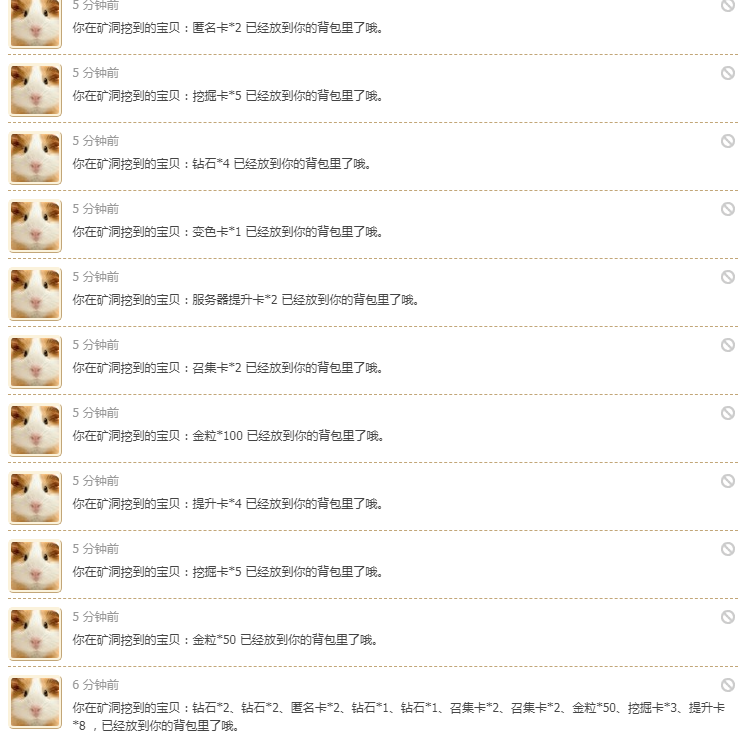 5 分钟前
你在矿洞挖到的宝贝：匿名卡*2 已经放到你的背包里了哦。
5 分钟前
你在矿洞挖到的宝贝：挖掘卡*5 已经放到你的背包里了哦。
5 分钟前
你在矿洞挖到的宝贝：钻石*4 已经放到你的背包里了哦。
5 分钟前
你在矿洞挖到的宝贝：变色卡*1 已经放到你的背包里了哦。
5 分钟前
你在矿洞挖到的宝贝：服务器提升卡*2 已经放到你的背包里了哦。
5 分钟前
你在矿洞挖到的宝贝：召集卡*2 已经放到你的背包里了哦。
5 分钟前
你在矿洞挖到的宝贝：金粒*100 已经放到你的背包里了哦。
5 分钟前
你在矿洞挖到的宝贝：提升卡*4 已经放到你的背包里了哦。
5 分钟前
你在矿洞挖到的宝贝：挖掘卡*5 已经放到你的背包里了哦。
5 分钟前
你在矿洞挖到的宝贝：金粒*50 已经放到你的背包里了哦。
6 分钟前
你在矿洞挖到的宝贝：钻石*2、钻石*2、匿名卡*2、钻石*1、钻石*1、召集卡*2、召集卡*2、金粒*50、挖掘卡*3、提升卡
*8 ，已经放到你的背包里了哦。